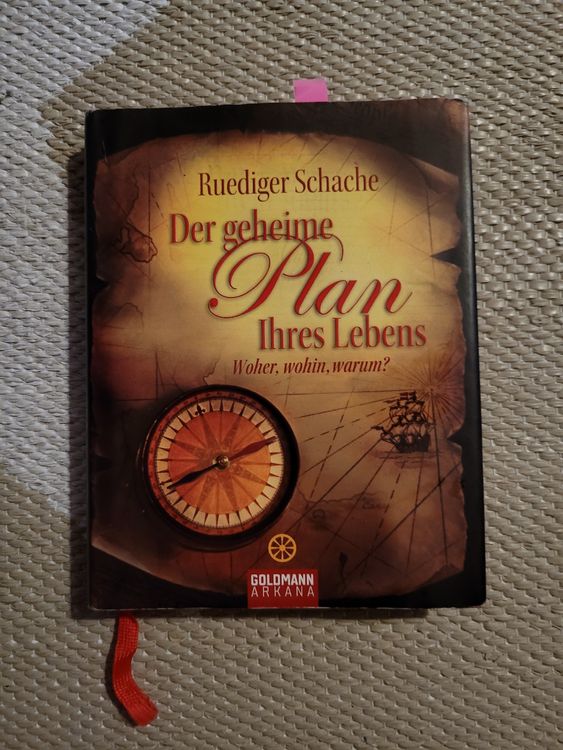 Ruediger Schache
Der geheime
Plan
Ihres Lebens
Woher, wohin, warum?
GOLDMANN
ARKANA